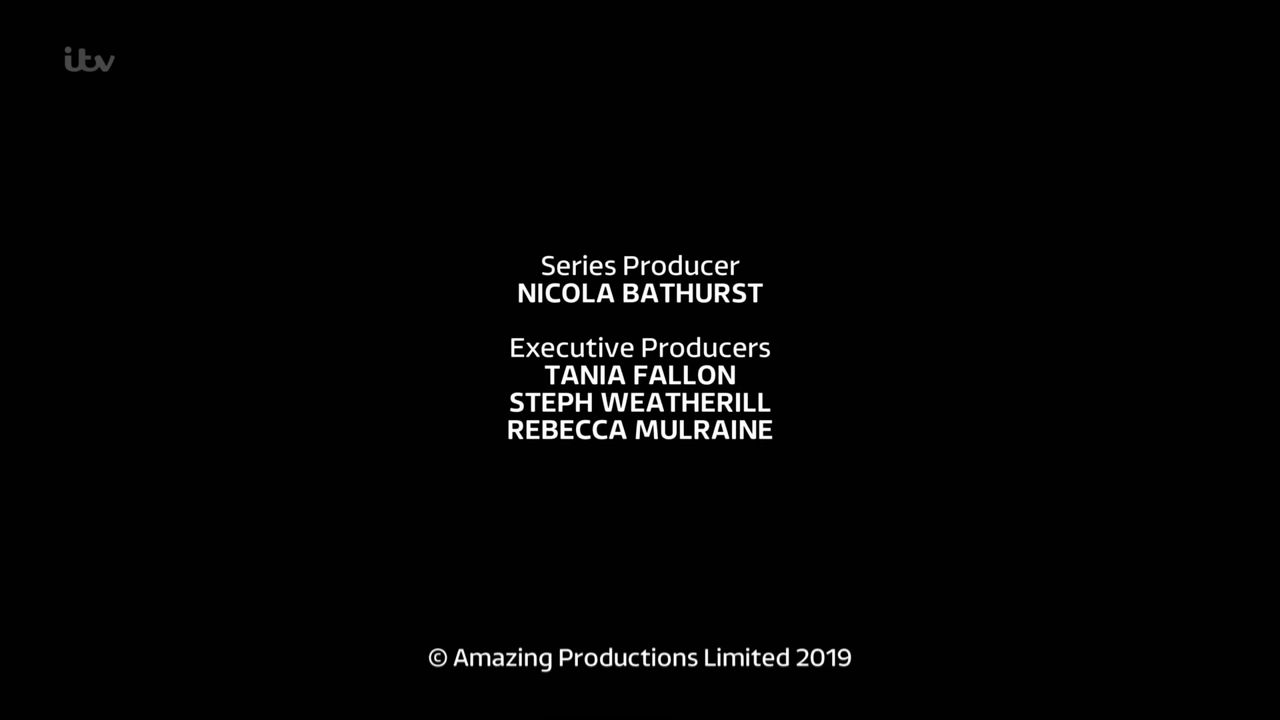 itv
Series Producer
NICOLA BATHURST
Executive Producers
TANIA FALLON
STEPH WEATHERILL
REBECCA MULRAINE
© Amazing Productions Limited 2019